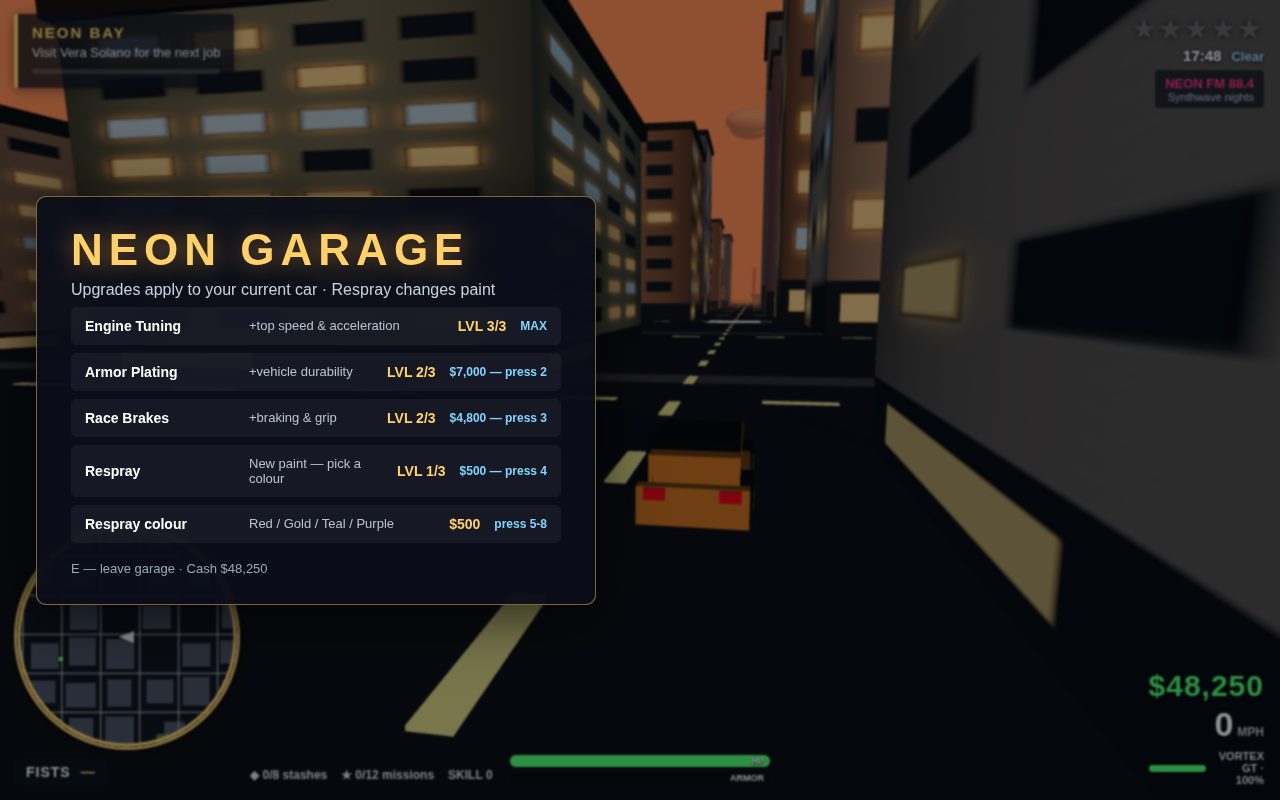 NEON BAY
Visit Vera Solano for the next job
★★★★★
17:48 Clear
NEON FM 88.4
Synthwave nights
NEON GARAGE
Upgrades apply to your current car · Respray changes paint
Engine Tuning +top speed & acceleration LVL 3/3 MAX
Armor Plating +vehicle durability LVL 2/3 $7,000 — press 2
Race Brakes +braking & grip LVL 2/3 $4,800 — press 3
Respray New paint — pick a colour LVL 1/3 $500 — press 4
Respray colour Red / Gold / Teal / Purple $500 press 5-8
E — leave garage · Cash $48,250
$48,250
0 MPH
VORTEX
GT ·
100%
FISTS —
◆ 0/8 stashes ★ 0/12 missions SKILL 0
HP
ARMOR